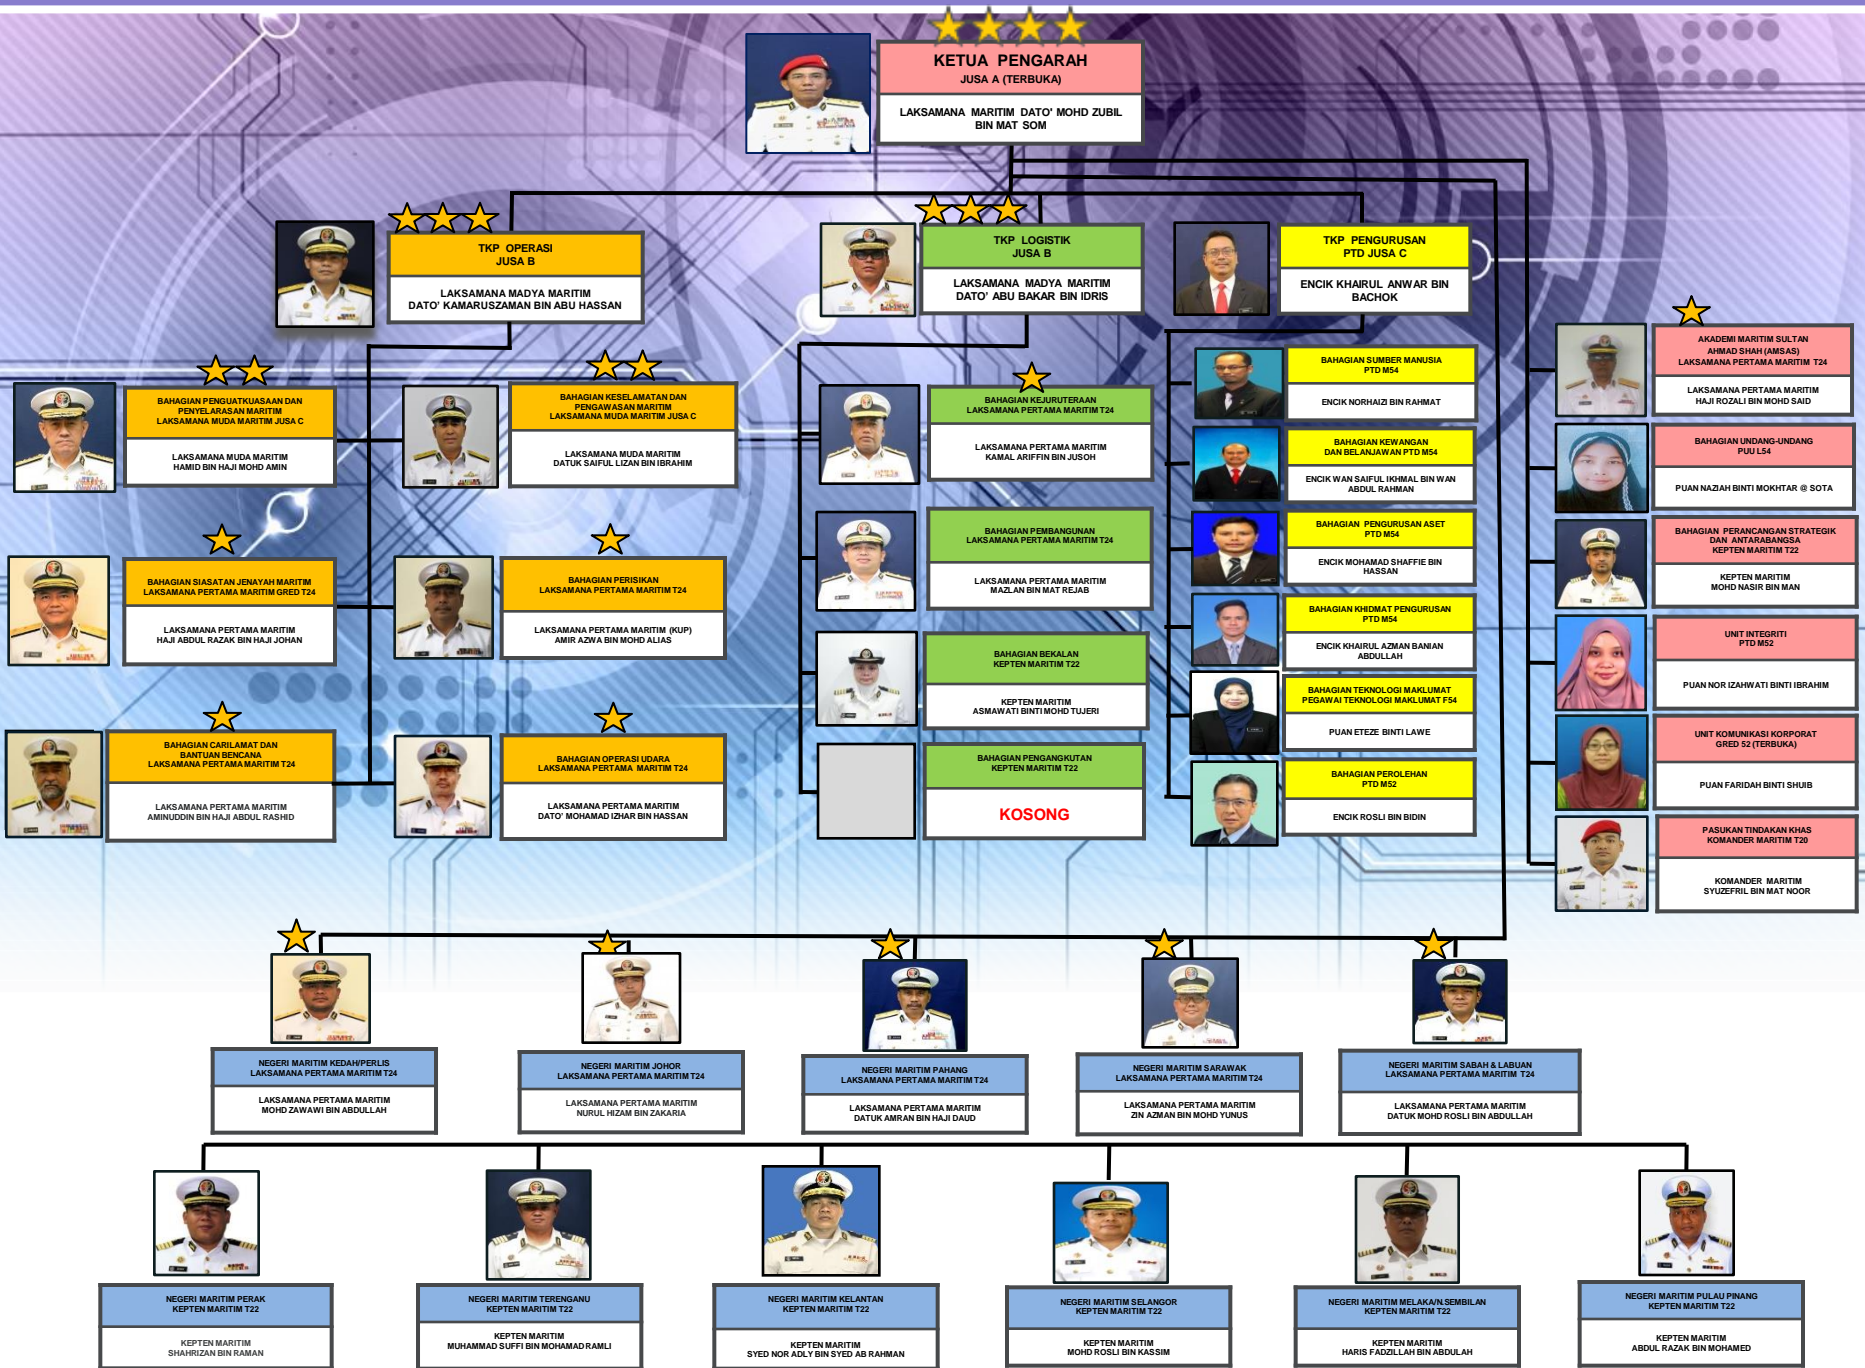 KETUA PENGARAH
JUSA A (TERBUKA)
LAKSAMANA MARITIM DATO' MOHD ZUBIL
BIN MAT SOM
TKP OPERASI
JUSA B
LAKSAMANA MADYA MARITIM
DATO' KAMARUSZAMAN BIN ABU HASSAN
TKP LOGISTIK
JUSA B
LAKSAMANA MADYA MARITIM
DATO' ABU BAKAR BIN IDRIS
TKP PENGURUSAN
PTD JUSA C
ENCIK KHAIRUL ANWAR BIN
BACHOK
BAHAGIAN PENGUATKUASAAN DAN
PENYELARASAN MARITIM
LAKSAMANA MUDA MARITIM JUSA C
LAKSAMANA MUDA MARITIM
HAMID BIN HAJI MOHD AMIN
BAHAGIAN KESELAMATAN DAN
PENGAWASAN MARITIM
LAKSAMANA MUDA MARITIM JUSA C
LAKSAMANA MUDA MARITIM
DATUK SAIFUL LIZAN BIN IBRAHIM
BAHAGIAN SIASATAN JENAYAH MARITIM
LAKSAMANA PERTAMA MARITIM GRED T24
LAKSAMANA PERTAMA MARITIM
HAJI ABDUL RAZAK BIN HAJI JOHAN
BAHAGIAN PERISIKAN
LAKSAMANA PERTAMA MARITIM T24
LAKSAMANA PERTAMA MARITIM (KUP)
AMIR AZWA BIN MOHD ALIAS
BAHAGIAN CARILAMAT DAN
BANTUAN BENCANA
LAKSAMANA PERTAMA MARITIM T24
LAKSAMANA PERTAMA MARITIM
AMINUDDIN BIN HAJI ABDUL RASHID
BAHAGIAN OPERASI UDARA
LAKSAMANA PERTAMA MARITIM T24
LAKSAMANA PERTAMA MARITIM
DATO' MOHAMAD IZHAR BIN HASSAN
BAHAGIAN KEJURUTERAAN
LAKSAMANA PERTAMA MARITIM T24
LAKSAMANA PERTAMA MARITIM
KAMAL ARIFFIN BIN JUSOH
BAHAGIAN PEMBANGUNAN
LAKSAMANA PERTAMA MARITIM T24
LAKSAMANA PERTAMA MARITIM
MAZLAN BIN MAT REJAB
BAHAGIAN BEKALAN
KEPTEN MARITIM T22
KEPTEN MARITIM
ASMAWATI BINTI MOHD TUJERI
BAHAGIAN PENGANGKUTAN
KEPTEN MARITIM T22
KOSONG
BAHAGIAN SUMBER MANUSIA
PTD M54
ENCIK NORHAIZI BIN RAHMAT
BAHAGIAN KEWANGAN
DAN BELANJAWAN PTD M54
ENCIK WAN SAIFUL IKHMAL BIN WAN
ABDUL RAHMAN
BAHAGIAN PENGURUSAN ASET
PTD M54
ENCIK MOHAMAD SHAFFIE BIN
HASSAN
BAHAGIAN KHIDMAT PENGURUSAN
PTD M54
ENCIK KHAIRUL AZMAN BANIAN
ABDULLAH
BAHAGIAN TEKNOLOGI MAKLUMAT
PEGAWAI TEKNOLOGI MAKLUMAT F54
PUAN ETEZE BINTI LAWE
BAHAGIAN PEROLEHAN
PTD M52
ENCIK ROSLI BIN BIDIN
AKADEMI MARITIM SULTAN
AHMAD SHAH (AMSAS)
LAKSAMANA PERTAMA MARITIM T24
LAKSAMANA PERTAMA MARITIM
HAJI ROZALI BIN MOHD SAID
BAHAGIAN UNDANG-UNDANG
PUU L54
PUAN NAZIAH BINTI MOKHTAR @ SOTA
BAHAGIAN PERANCANGAN STRATEGIK
DAN ANTARABANGSA
KEPTEN MARITIM T22
KEPTEN MARITIM
MOHD NASIR BIN MAN
UNIT INTEGRITI
PTD M52
PUAN NOR IZAHWATI BINTI IBRAHIM
UNIT KOMUNIKASI KORPORAT
GRED 52 (TERBUKA)
PUAN FARIDAH BINTI SHUIB
PASUKAN TINDAKAN KHAS
KOMANDER MARITIM T20
KOMANDER MARITIM
SYUZEFRIL BIN MAT NOOR
NEGERI MARITIM KEDAH/PERLIS
LAKSAMANA PERTAMA MARITIM T24
LAKSAMANA PERTAMA MARITIM
MOHD ZAWAWI BIN ABDULLAH
NEGERI MARITIM JOHOR
LAKSAMANA PERTAMA MARITIM T24
LAKSAMANA PERTAMA MARITIM
NURUL HIZAM BIN ZAKARIA
NEGERI MARITIM PAHANG
LAKSAMANA PERTAMA MARITIM T24
LAKSAMANA PERTAMA MARITIM
DATUK AMRAN BIN HAJI DAUD
NEGERI MARITIM SARAWAK
LAKSAMANA PERTAMA MARITIM T24
LAKSAMANA PERTAMA MARITIM
ZIN AZMAN BIN MOHD YUNUS
NEGERI MARITIM SABAH & LABUAN
LAKSAMANA PERTAMA MARITIM T24
LAKSAMANA PERTAMA MARITIM
DATUK MOHD ROSLI BIN ABDULLAH
NEGERI MARITIM PERAK
KEPTEN MARITIM T22
KEPTEN MARITIM
SHAHRIZAN BIN RAMAN
NEGERI MARITIM TERENGANU
KEPTEN MARITIM T22
KEPTEN MARITIM
MUHAMMAD SUFFI BIN MOHAMAD RAMLI
NEGERI MARITIM KELANTAN
KEPTEN MARITIM T22
KEPTEN MARITIM
SYED NOR ADLY BIN SYED AB RAHMAN
NEGERI MARITIM SELANGOR
KEPTEN MARITIM T22
KEPTEN MARITIM
MOHD ROSLI BIN KASSIM
NEGERI MARITIM MELAKA/N.SEMBILAN
KEPTEN MARITIM T22
KEPTEN MARITIM
HARIS FADZILLAH BIN ABDULAH
NEGERI MARITIM PULAU PINANG
KEPTEN MARITIM T22
KEPTEN MARITIM
ABDUL RAZAK BIN MOHAMED